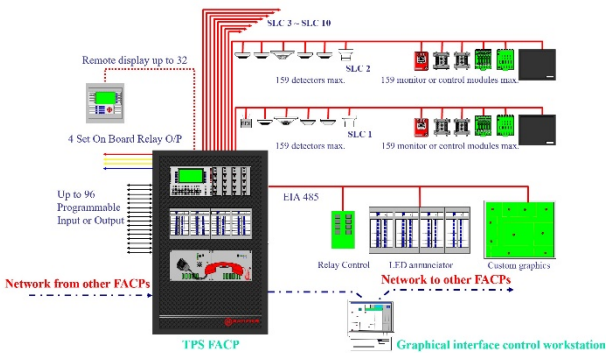 SLC 3 ~ SLC 10
Remote display up to 32
SLC 2
159 detectors max.
159 monitor or control modules max.
4 Set On Board Relay O/P
SLC 1
159 detectors max.
159 monitor or control modules max.
Up to 96
Programmable
Input or Output
EIA 485
Relay Control
LED annunciator
Custom graphics
Network from other FACPs
Network to other FACPs
TPS FACP
Graphical interface control workstation